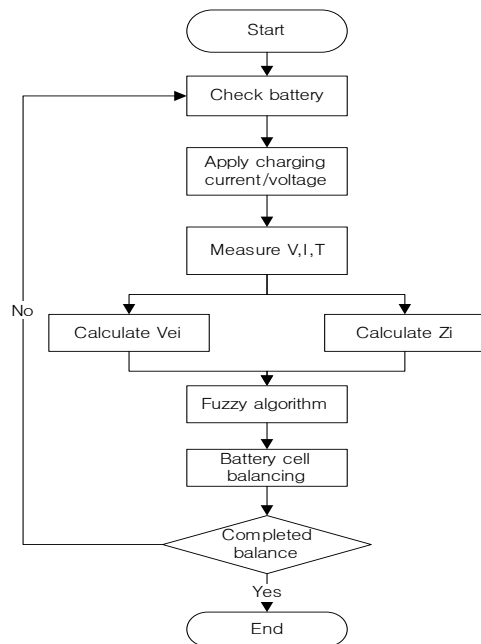 Start
Check battery
Apply charging
current/voltage
Measure V,I,T
No
Calculate Vei
Calculate Zi
Fuzzy algorithm
Battery cell
balancing
Completed
balance
Yes
End